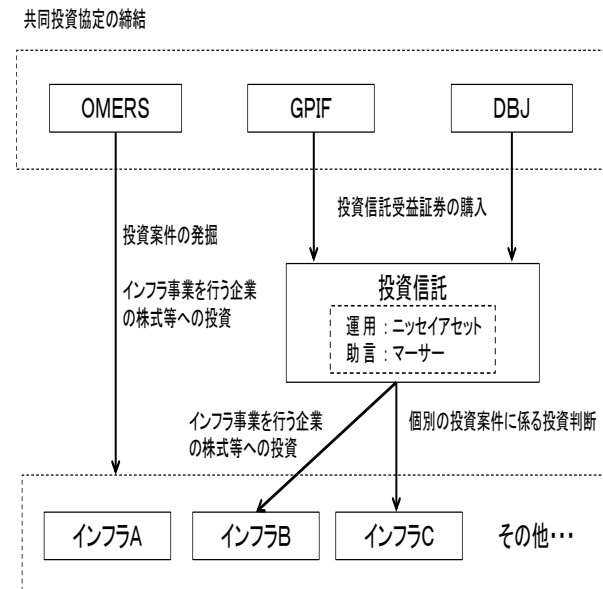 共同投資協定の締結
OMERS
GPIF
DBJ
投資信託受益証券の購入
投資案件の発掘
インフラ事業を行う企業
の株式等への投資
投資信託
運用：ニッセイアセット
助言：マーサー
インフラ事業を行う企業
の株式等への投資
個別の投資案件に係る投資判断
インフラA
インフラB
インフラC
その他･･･